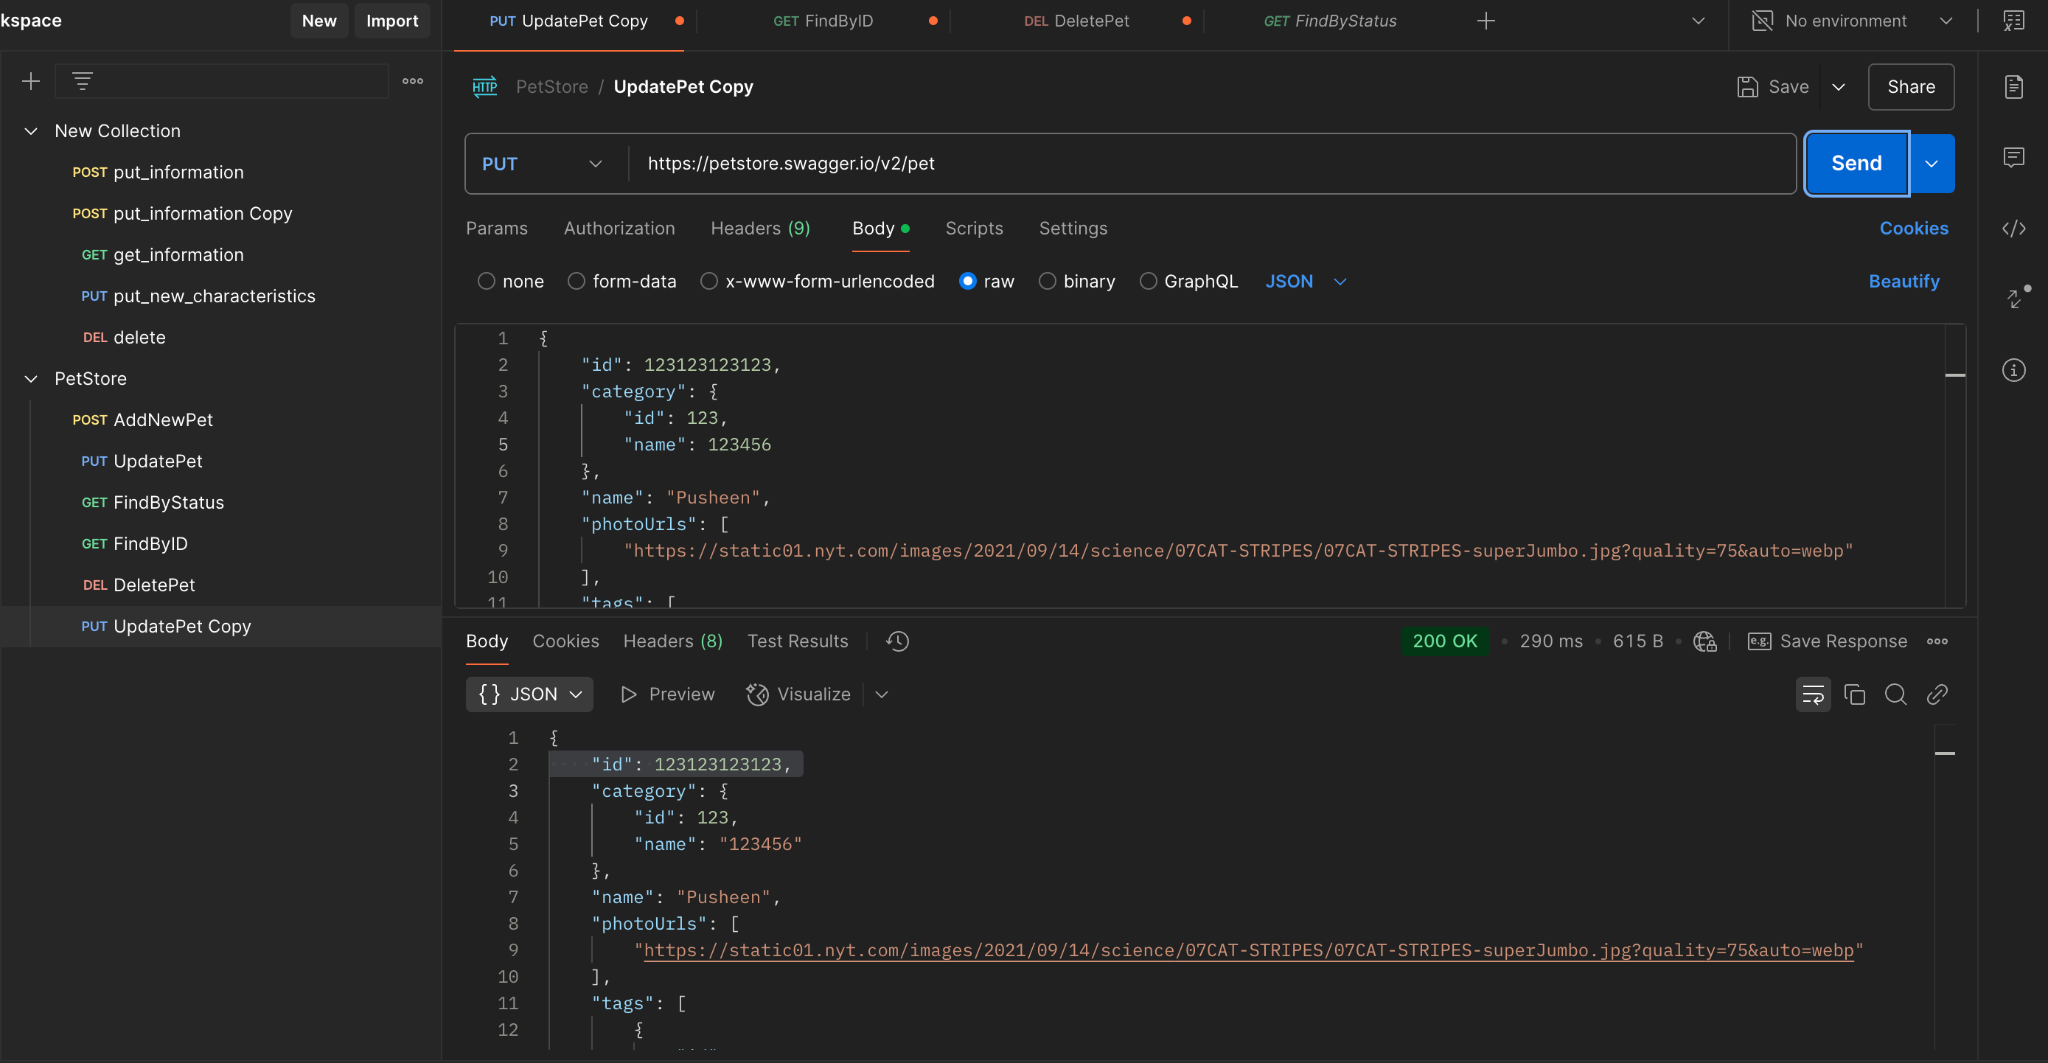 kspace
New
Import
PUT UpdatePet Copy
GET FindByID
DEL DeletePet
GET FindByStatus
No environment
HTTP
PetStore / UpdatePet Copy
Save
Share
New Collection
POST put_information
POST put_information Copy
GET get_information
PUT put_new_characteristics
DEL delete
PetStore
POST AddNewPet
PUT UpdatePet
GET FindByStatus
GET FindByID
DEL DeletePet
PUT UpdatePet Copy
PUT
https://petstore.swagger.io/v2/pet
Send
Params
Authorization
Headers (9)
Body
Scripts
Settings
Cookies
none
form-data
x-www-form-urlencoded
raw
binary
GraphQL
JSON
Beautify
1 {
2 "id": 123123123123,
3 "category": {
4 "id": 123,
5 "name": 123456
6 },
7 "name": "Pusheen",
8 "photoUrls": [
9 "https://static01.nyt.com/images/2021/09/14/science/07CAT-STRIPES/07CAT-STRIPES-superJumbo.jpg?quality=75&auto=webp"
10 ],
11 "tags": [
Body
Cookies
Headers (8)
Test Results
200 OK
290 ms
615 B
e.g. Save Response
{} JSON
Preview
Visualize
1 {
2 "id": 123123123123,
3 "category": {
4 "id": 123,
5 "name": "123456"
6 },
7 "name": "Pusheen",
8 "photoUrls": [
9 "https://static01.nyt.com/images/2021/09/14/science/07CAT-STRIPES/07CAT-STRIPES-superJumbo.jpg?quality=75&auto=webp"
10 ],
11 "tags": [
12 {